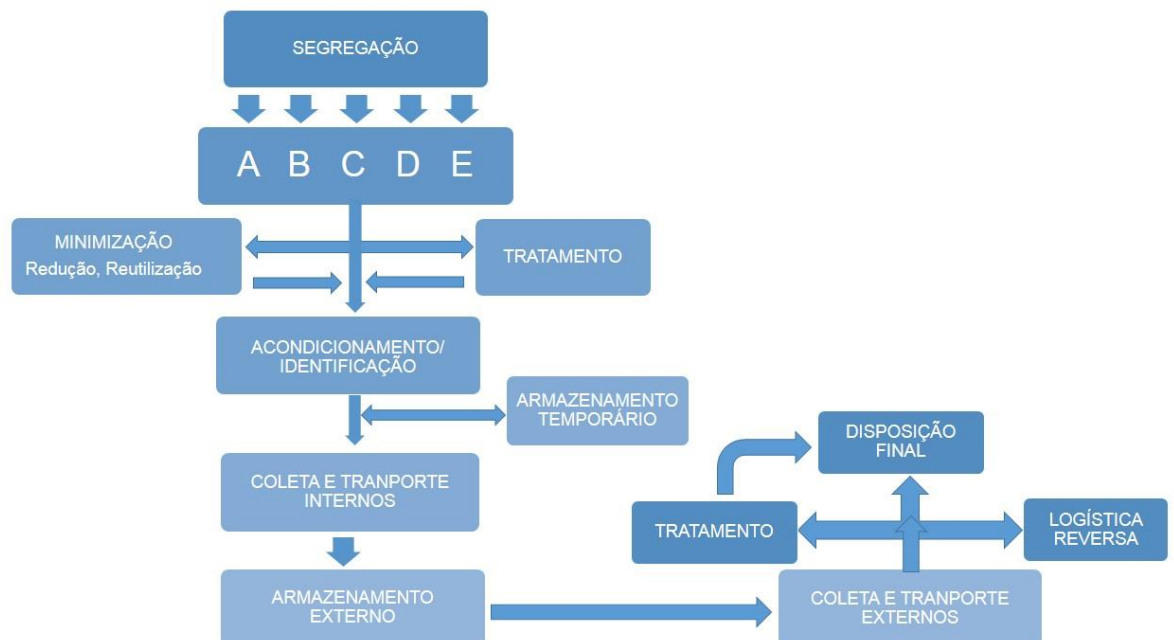 SEGREGAÇÃO
A B C D E
MINIMIZAÇÃO
Redução, Reutilização
TRATAMENTO
ACONDICIONAMENTO/
IDENTIFICAÇÃO
ARMAZENAMENTO
TEMPORÁRIO
COLETA E TRANPORTE
INTERNOS
ARMAZENAMENTO
EXTERNO
COLETA E TRANPORTE
EXTERNOS
TRATAMENTO
DISPOSIÇÃO
FINAL
LOGÍSTICA
REVERSA